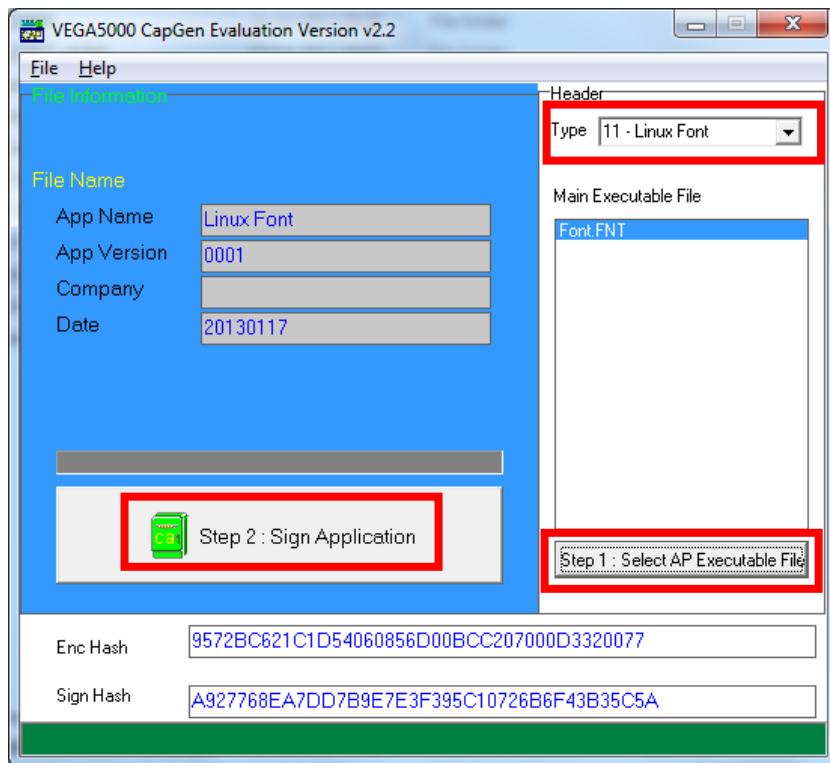 VEGA5000 CapGen Evaluation Version v2.2
File Help
File Information
Header
Type 11 - Linux Font
File Name
Main Executable File
App Name Linux Font
Font.FNT
App Version 0001
Company
Date 20130117
ca1
Step 2 : Sign Application
Step 1 : Select AP Executable File
Enc Hash 9572BC621C1D54060856D00BCC207000D3320077
Sign Hash A927768EA7DD7B9E7E3F395C10726B6F43B35C5A